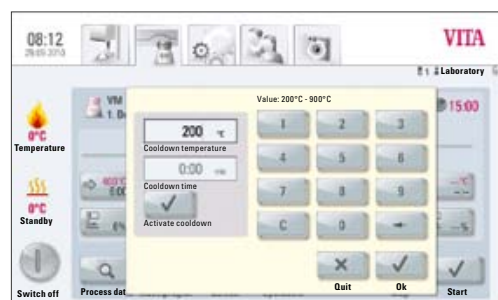 08:12
VITA
1 Laboratory
VM
1. De
15:00
0°C
Temperature
0°C
Standby
Switch off
Value: 200°C - 900°C
200 °C
Cooldown temperature
0:00
Cooldown time
Activate cooldown
1 2 3
4 5 6
7 8 9
C 0
Quit Ok
Process dat
Start